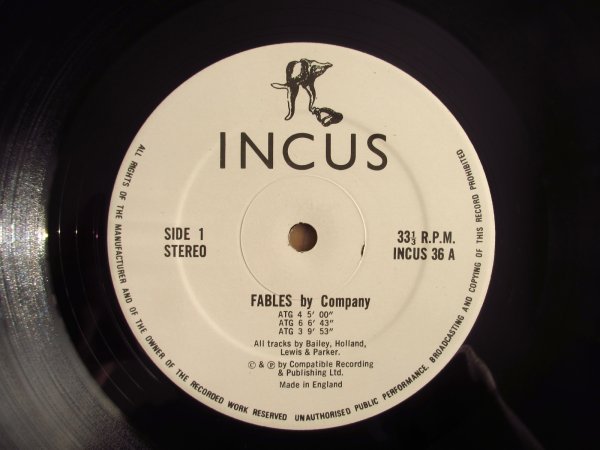 INCUS
SIDE 1
STEREO
33⅓ R.P.M.
INCUS 36 A
FABLES by Company
ATG 4 5' 00"
ATG 6 6' 43"
ATG 3 9' 53"
All tracks by Bailey, Holland,
Lewis & Parker.
© & ℗ by Compatible Recording
& Publishing Ltd.
Made in England
ALL RIGHTS OF THE MANUFACTURER AND OF THE OWNER OF THE RECORDED WORK RESERVED UNAUTHORISED PUBLIC PERFORMANCE, BROADCASTING AND COPYING OF THIS RECORD PROHIBITED